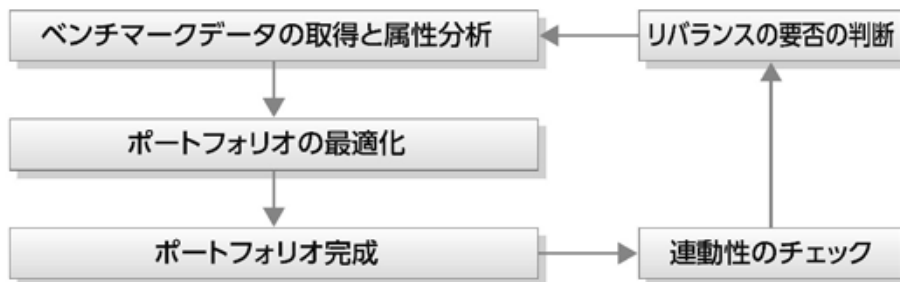 ベンチマークデータの取得と属性分析
リバランスの要否の判断
ポートフォリオの最適化
ポートフォリオ完成
連動性のチェック